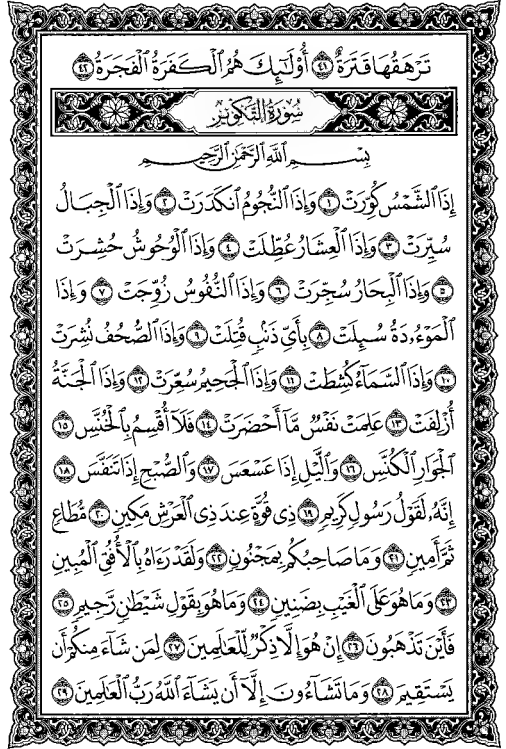 تَرْهَقُهَا قَتَرَةٌ ٤١ أُوْلَٰٓئِكَ هُمُ ٱلْكَفَرَةُ ٱلْفَجَرَةُ ٤٢
سُورَةُ التَّكْوِيرِ
بِسْمِ ٱللَّهِ ٱلرَّحْمَٰنِ ٱلرَّحِيمِ
إِذَا ٱلشَّمْسُ كُوِّرَتْ ١ وَإِذَا ٱلنُّجُومُ ٱنكَدَرَتْ ٢ وَإِذَا ٱلْجِبَالُ
سُيِّرَتْ ٣ وَإِذَا ٱلْعِشَارُ عُطِّلَتْ ٤ وَإِذَا ٱلْوُحُوشُ حُشِرَتْ
٥ وَإِذَا ٱلْبِحَارُ سُجِّرَتْ ٦ وَإِذَا ٱلنُّفُوسُ زُوِّجَتْ ٧ وَإِذَا
ٱلْمَوْءُۥدَةُ سُئِلَتْ ٨ بِأَىِّ ذَنۢبٍ قُتِلَتْ ٩ وَإِذَا ٱلصُّحُفُ نُشِرَتْ
١٠ وَإِذَا ٱلسَّمَآءُ كُشِطَتْ ١١ وَإِذَا ٱلْجَحِيمُ سُعِّرَتْ ١٢ وَإِذَا ٱلْجَنَّةُ
أُزْلِفَتْ ١٣ عَلِمَتْ نَفْسٌ مَّآ أَحْضَرَتْ ١٤ فَلَآ أُقْسِمُ بِٱلْخُنَّسِ ١٥
ٱلْجَوَارِ ٱلْكُنَّسِ ١٦ وَٱلَّيْلِ إِذَا عَسْعَسَ ١٧ وَٱلصُّبْحِ إِذَا تَنَفَّسَ ١٨
إِنَّهُۥ لَقَوْلُ رَسُولٍ كَرِيمٍ ١٩ ذِى قُوَّةٍ عِندَ ذِى ٱلْعَرْشِ مَكِينٍ ٢٠ مُّطَاعٍ
ثَمَّ أَمِينٍ ٢١ وَمَا صَاحِبُكُم بِمَجْنُونٍ ٢٢ وَلَقَدْ رَءَاهُ بِٱلْأُفُقِ ٱلْمُبِينِ
٢٣ وَمَا هُوَ عَلَى ٱلْغَيْبِ بِضَنِينٍ ٢٤ وَمَا هُوَ بِقَوْلِ شَيْطَٰنٍ رَّجِيمٍ ٢٥
فَأَيْنَ تَذْهَبُونَ ٢٦ إِنْ هُوَ إِلَّا ذِكْرٌ لِّلْعَٰلَمِينَ ٢٧ لِمَن شَآءَ مِنكُمْ أَن
يَسْتَقِيمَ ٢٨ وَمَا تَشَآءُونَ إِلَّآ أَن يَشَآءَ ٱللَّهُ رَبُّ ٱلْعَٰلَمِينَ ٢٩